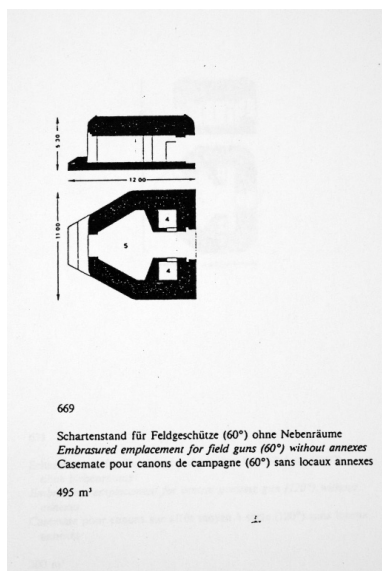 5 30
12 00
11 00
4
5
4
669
Schartenstand für Feldgeschütze (60°) ohne Nebenräume
Embrasured emplacement for field guns (60°) without annexes
Casemate pour canons de campagne (60°) sans locaux annexes
495 m³